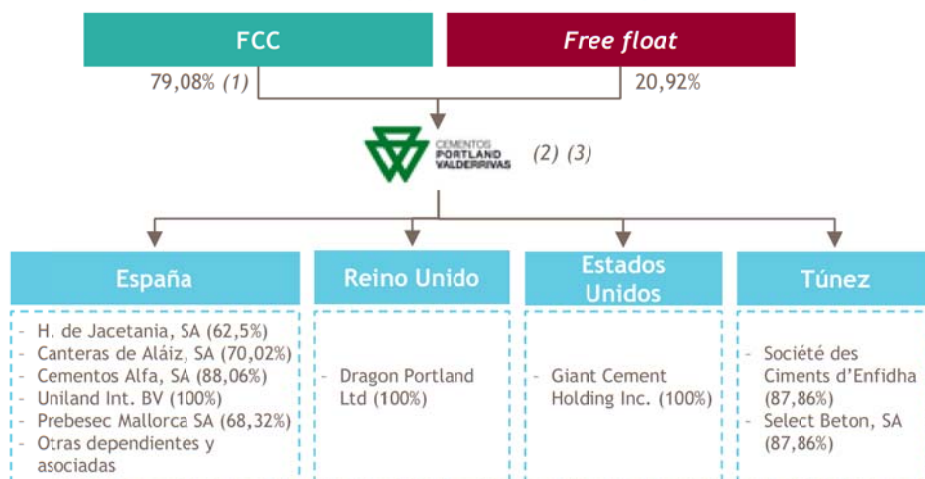 FCC
Free float
79,08% (1)
20,92%
CEMENTOS
PORTLAND
VALDERRIVAS
(2) (3)
España
- H. de Jacetania, SA (62,5%)
- Canteras de Aláiz, SA (70,02%)
- Cementos Alfa, SA (88,06%)
- Uniland Int. BV (100%)
- Prebesec Mallorca SA (68,32%)
- Otras dependientes y
asociadas
Reino Unido
- Dragon Portland
Ltd (100%)
Estados
Unidos
- Giant Cement
Holding Inc. (100%)
Túnez
- Société des
Ciments d'Enfidha
(87,86%)
- Select Beton, SA
(87,86%)